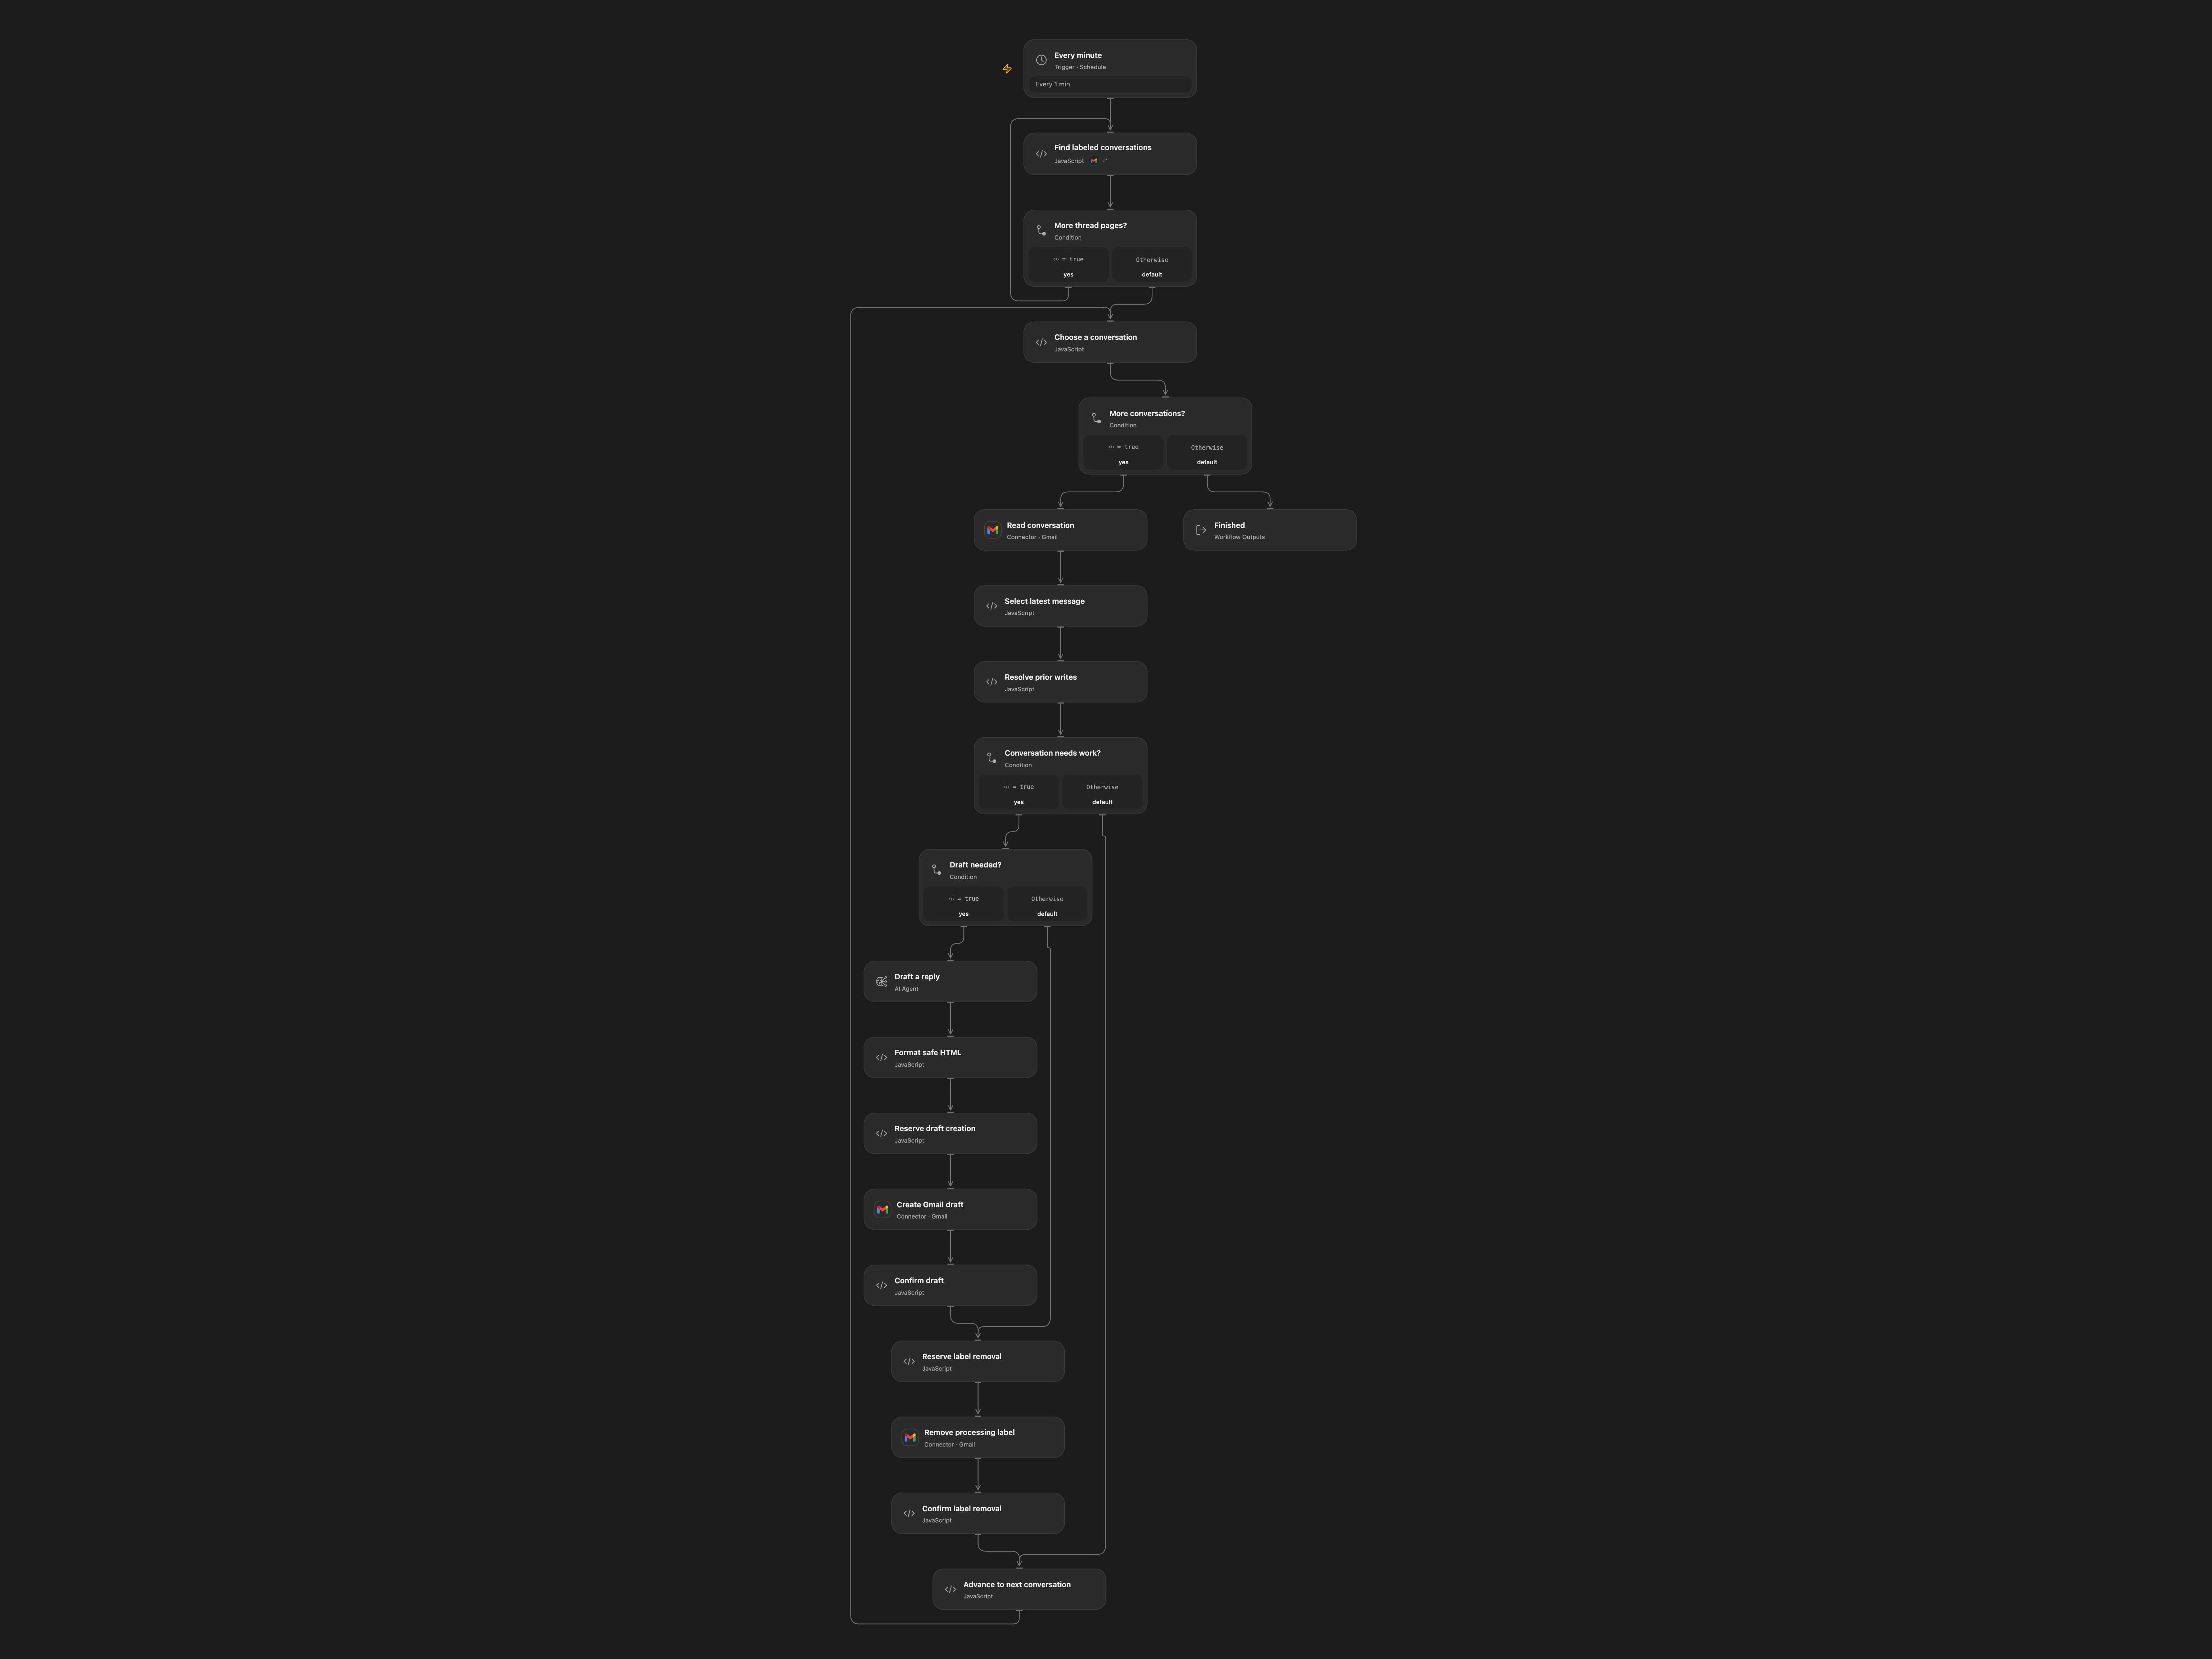 Every minute
Trigger · Schedule
Every 1 min
Find labeled conversations
JavaScript +1
More thread pages?
Condition
= true
Otherwise
yes
default
Choose a conversation
JavaScript
More conversations?
Condition
= true
Otherwise
yes
default
Read conversation
Connector · Gmail
Finished
Workflow Outputs
Select latest message
JavaScript
Resolve prior writes
JavaScript
Conversation needs work?
Condition
= true
Otherwise
yes
default
Draft needed?
Condition
= true
Otherwise
yes
default
Draft a reply
AI Agent
Format safe HTML
JavaScript
Reserve draft creation
JavaScript
Create Gmail draft
Connector · Gmail
Confirm draft
JavaScript
Reserve label removal
JavaScript
Remove processing label
Connector · Gmail
Confirm label removal
JavaScript
Advance to next conversation
JavaScript